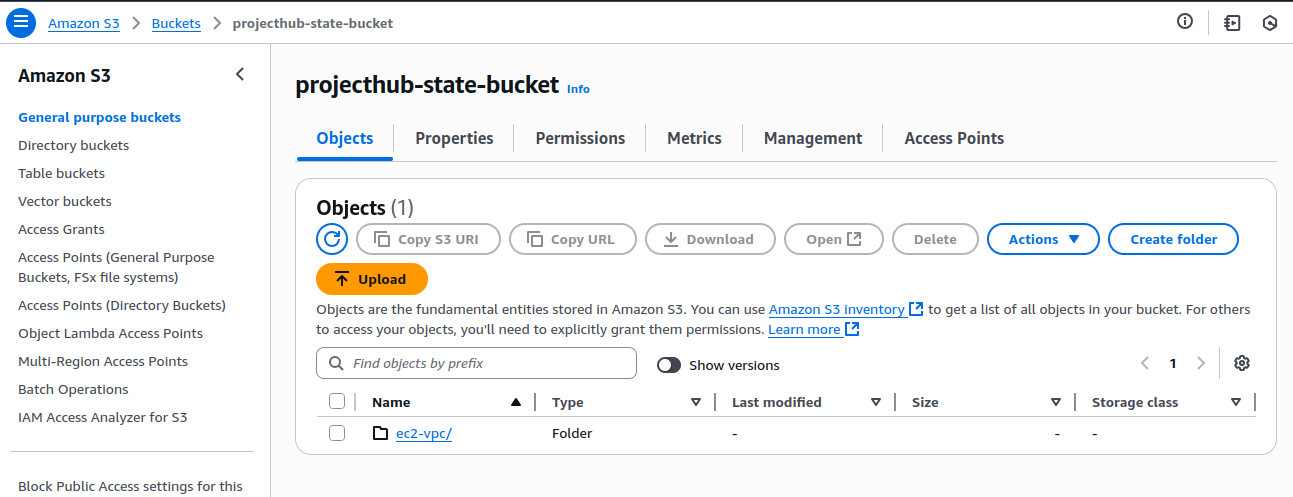 Amazon S3 > Buckets > projecthub-state-bucket
Amazon S3
General purpose buckets
Directory buckets
Table buckets
Vector buckets
Access Grants
Access Points (General Purpose
Buckets, FSx file systems)
Access Points (Directory Buckets)
Object Lambda Access Points
Multi-Region Access Points
Batch Operations
IAM Access Analyzer for S3
Block Public Access settings for this
projecthub-state-bucket Info
Objects Properties Permissions Metrics Management Access Points
Objects (1)
Copy S3 URI Copy URL Download Open Delete Actions Create folder
Upload
Objects are the fundamental entities stored in Amazon S3. You can use Amazon S3 inventory to get a list of all objects in your bucket. For others
to access your objects, you'll need to explicitly grant them permissions. Learn more
Find objects by prefix Show versions 1
Name Type Last modified Size Storage class
ec2-vpc/ Folder - - -